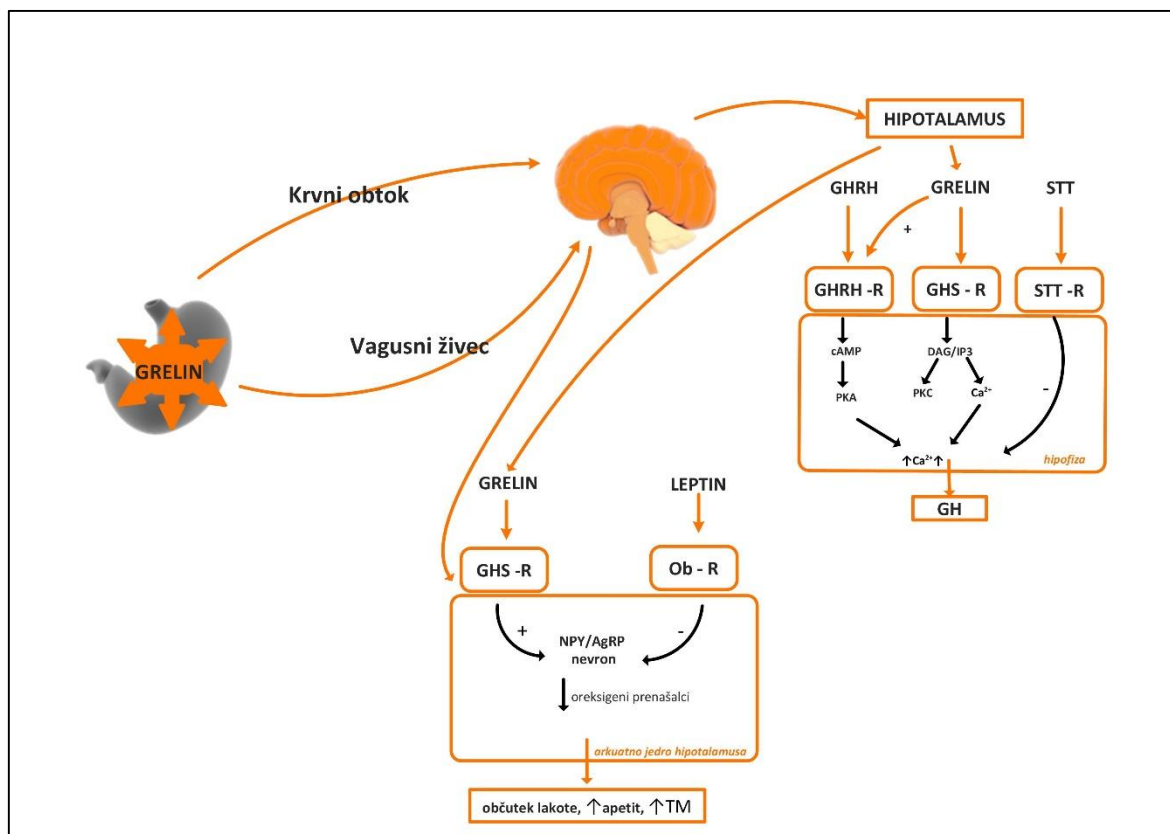 HIPOTALAMUS
Krvni obtok
GHRH
GRELIN
STT
+
GHRH -R
GHS - R
STT -R
Vagusni živec
GRELIN
cAMP
DAG/IP3
PKA
PKC
Ca²⁺
-
↑Ca²⁺↑
hipofiza
GH
GRELIN
LEPTIN
GHS -R
Ob - R
+
-
NPY/AgRP
nevron
oreksigeni prenašalci
arkuatno jedro hipotalamusa
občutek lakote, ↑apetit, ↑TM